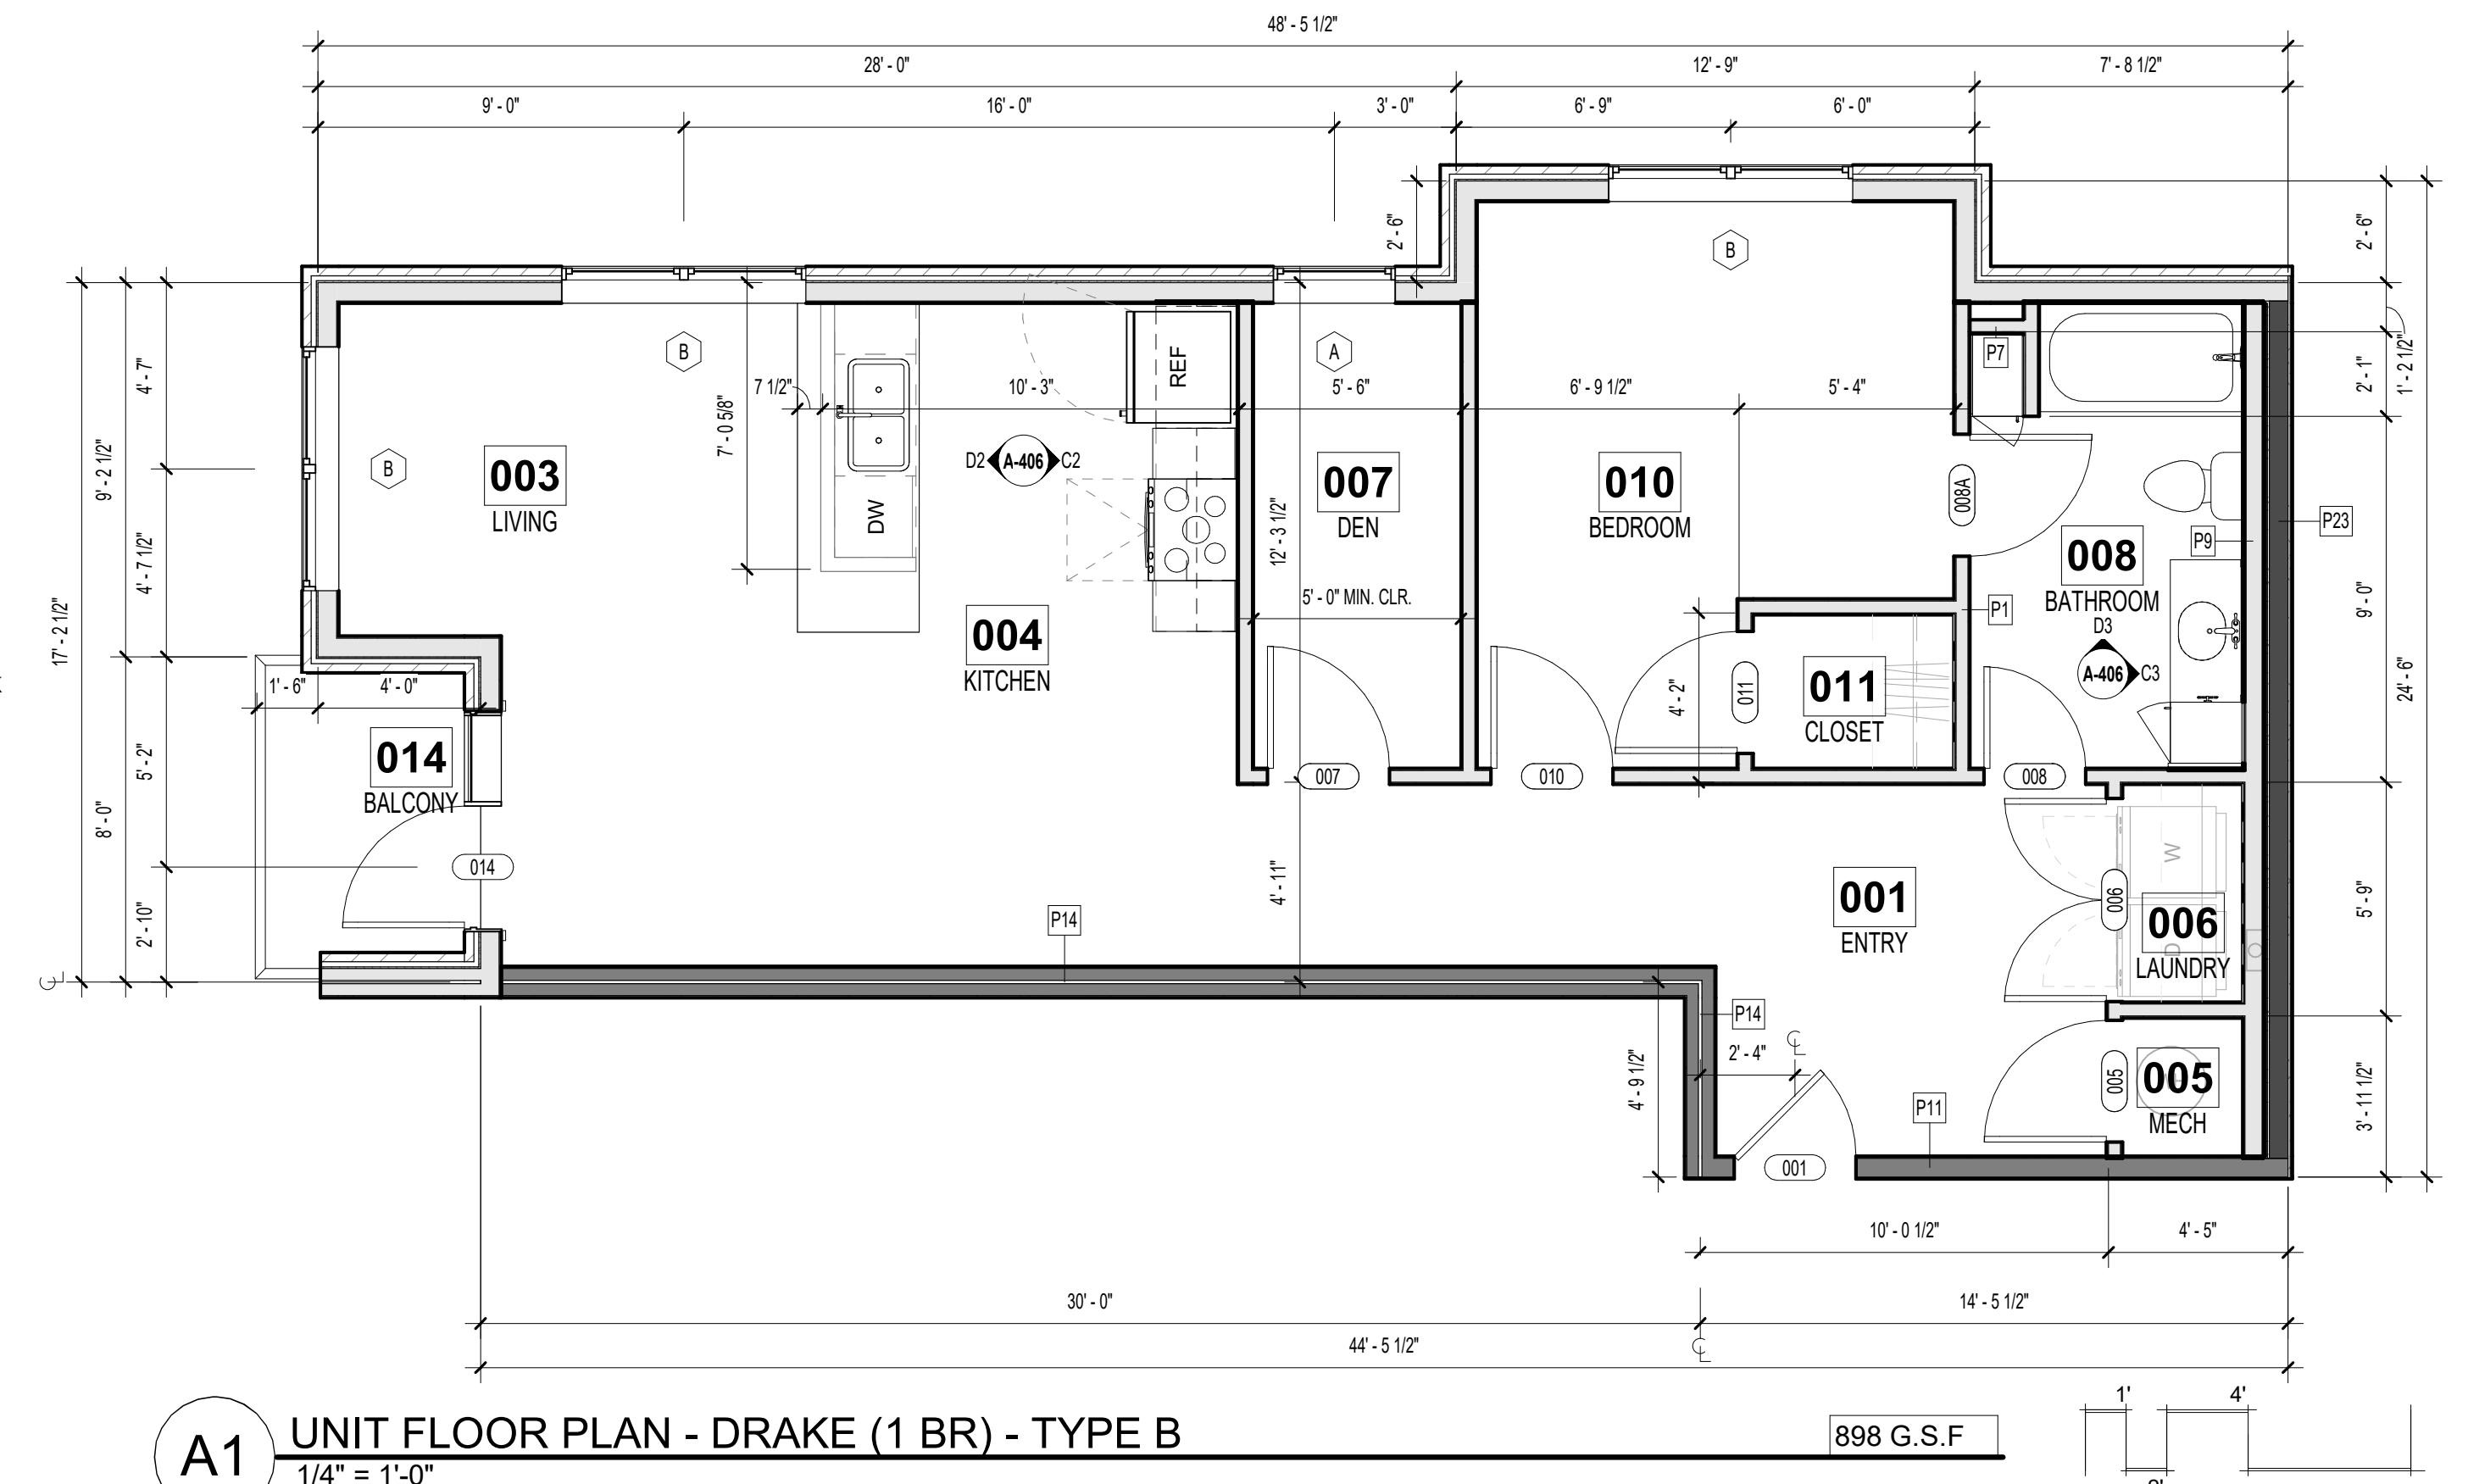 48' - 5 1/2"
28' - 0"
12' - 9"
7' - 8 1/2"
9' - 0"
16' - 0"
3' - 0"
6' - 9"
6' - 0"
2' - 6"
2' - 6"
B
B
A
P7
REF
4' - 7"
7 1/2"
10' - 3"
5' - 6"
6' - 9 1/2"
5' - 4"
2' - 1"
1' - 2 1/2"
7' - 0 5/8"
9' - 2 1/2"
B
003
LIVING
D2
A-406
C2
007
DEN
010
BEDROOM
008A
DW
12' - 3 1/2"
P23
P9
008
BATHROOM
4' - 7 1/2"
17' - 2 1/2"
5' - 0" MIN. CLR.
P1
9' - 0"
004
KITCHEN
D3
A-406
C3
24' - 6"
1' - 6"
4' - 0"
4' - 2"
011
011
CLOSET
014
BALCONY
5' - 2"
007
010
008
8' - 0"
014
4' - 11"
W
001
ENTRY
006
006
D
LAUNDRY
5' - 9"
2' - 10"
P14
P14
2' - 4"
4' - 9 1/2"
005
005
MECH
3' - 11 1/2"
P11
001
10' - 0 1/2"
4' - 5"
30' - 0"
14' - 5 1/2"
44' - 5 1/2"
A1
UNIT FLOOR PLAN - DRAKE (1 BR) - TYPE B
898 G.S.F
1/4" = 1'-0"
1'
4'